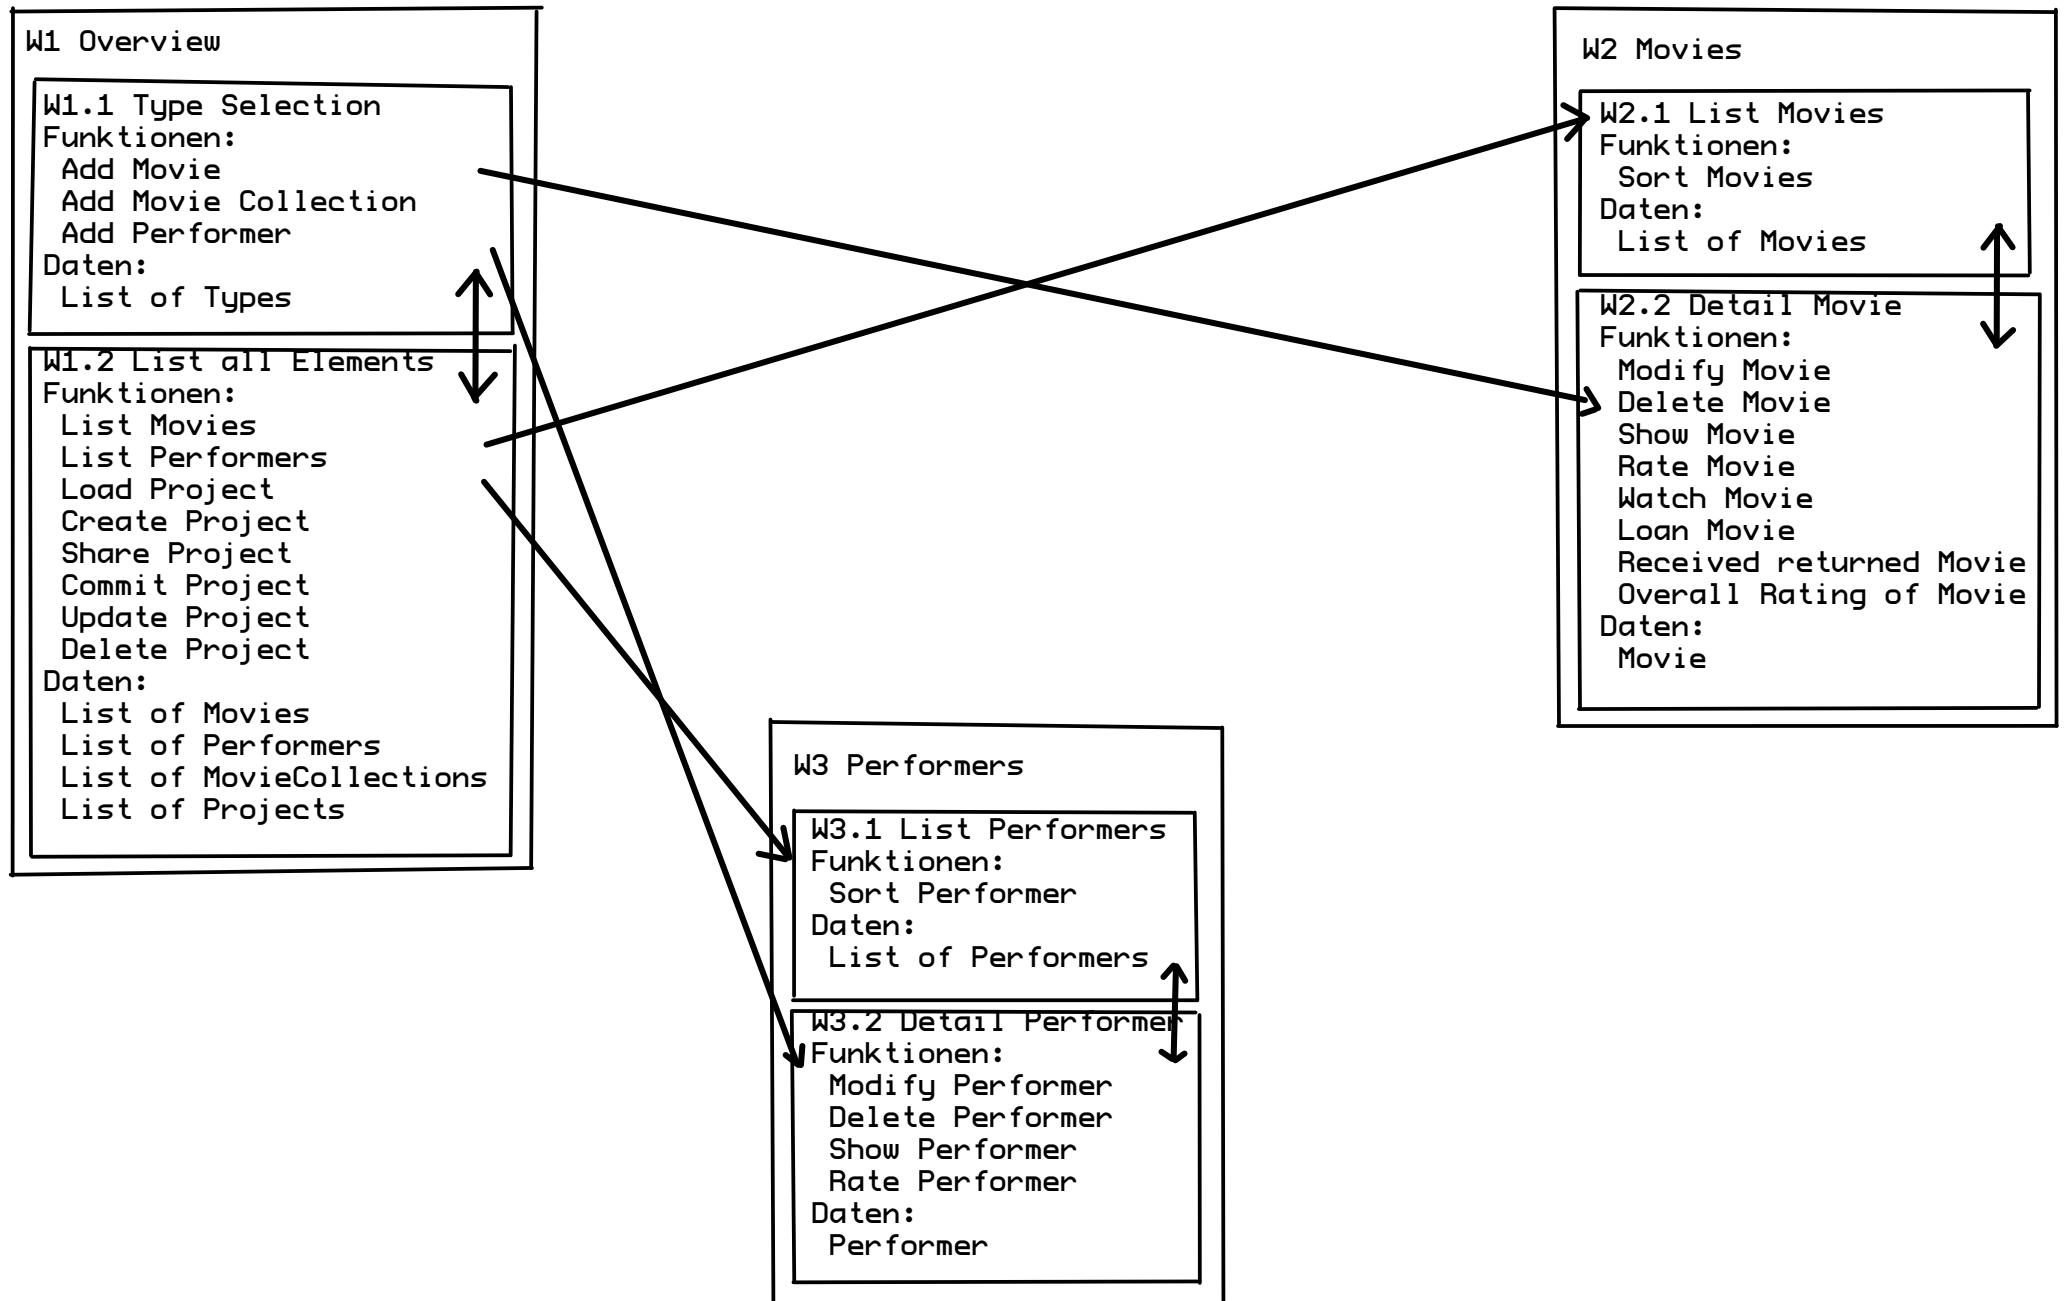 W1 Overview
W1.1 Type Selection
Funktionen:
Add Movie
Add Movie Collection
Add Performer
Daten:
List of Types
W1.2 List all Elements
Funktionen:
List Movies
List Performers
Load Project
Create Project
Share Project
Commit Project
Update Project
Delete Project
Daten:
List of Movies
List of Performers
List of MovieCollections
List of Projects
W2 Movies
W2.1 List Movies
Funktionen:
Sort Movies
Daten:
List of Movies
W2.2 Detail Movie
Funktionen:
Modify Movie
Delete Movie
Show Movie
Rate Movie
Watch Movie
Loan Movie
Received returned Movie
Overall Rating of Movie
Daten:
Movie
W3 Performers
W3.1 List Performers
Funktionen:
Sort Performer
Daten:
List of Performers
W3.2 Detail Performer
Funktionen:
Modify Performer
Delete Performer
Show Performer
Rate Performer
Daten:
Performer